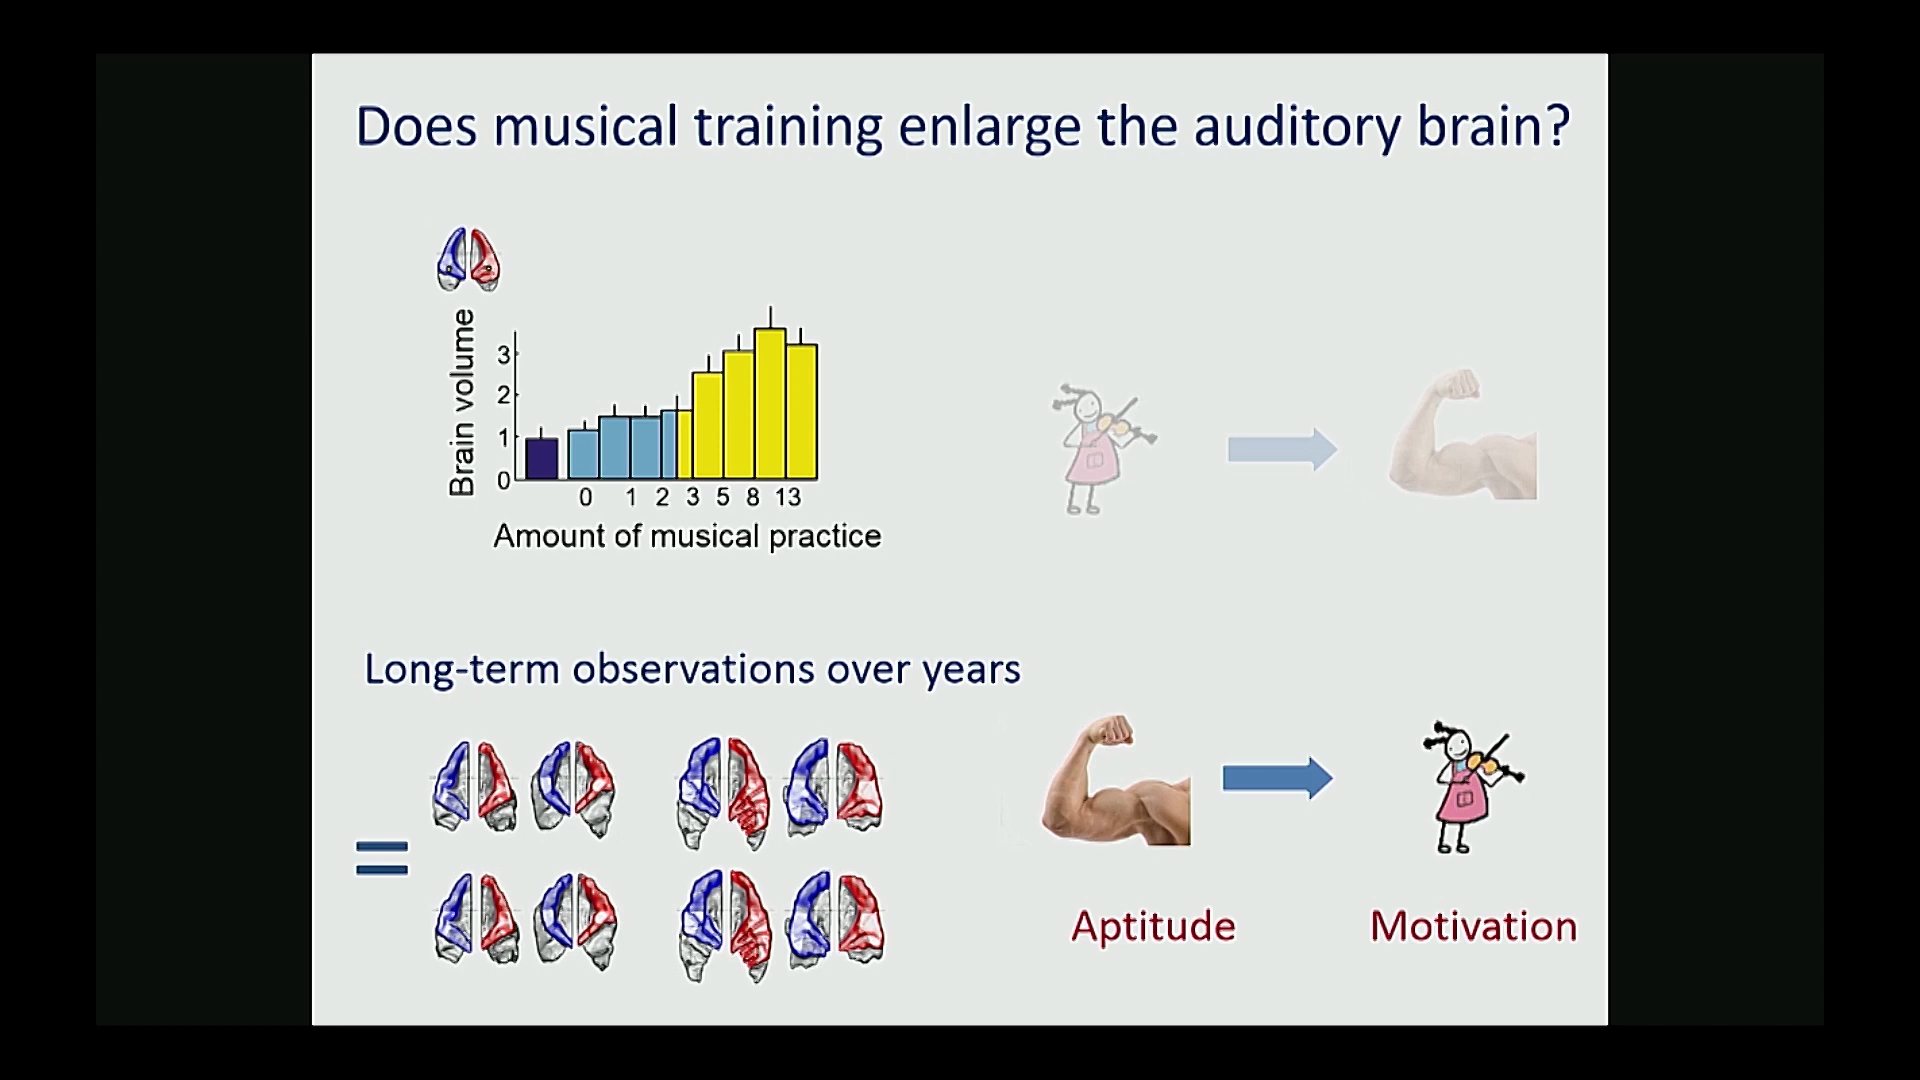 Does musical training enlarge the auditory brain?
Brain volume
3
2
1
0
0 1 2 3 5 8 13
Amount of musical practice
Long-term observations over years
=
Aptitude
Motivation